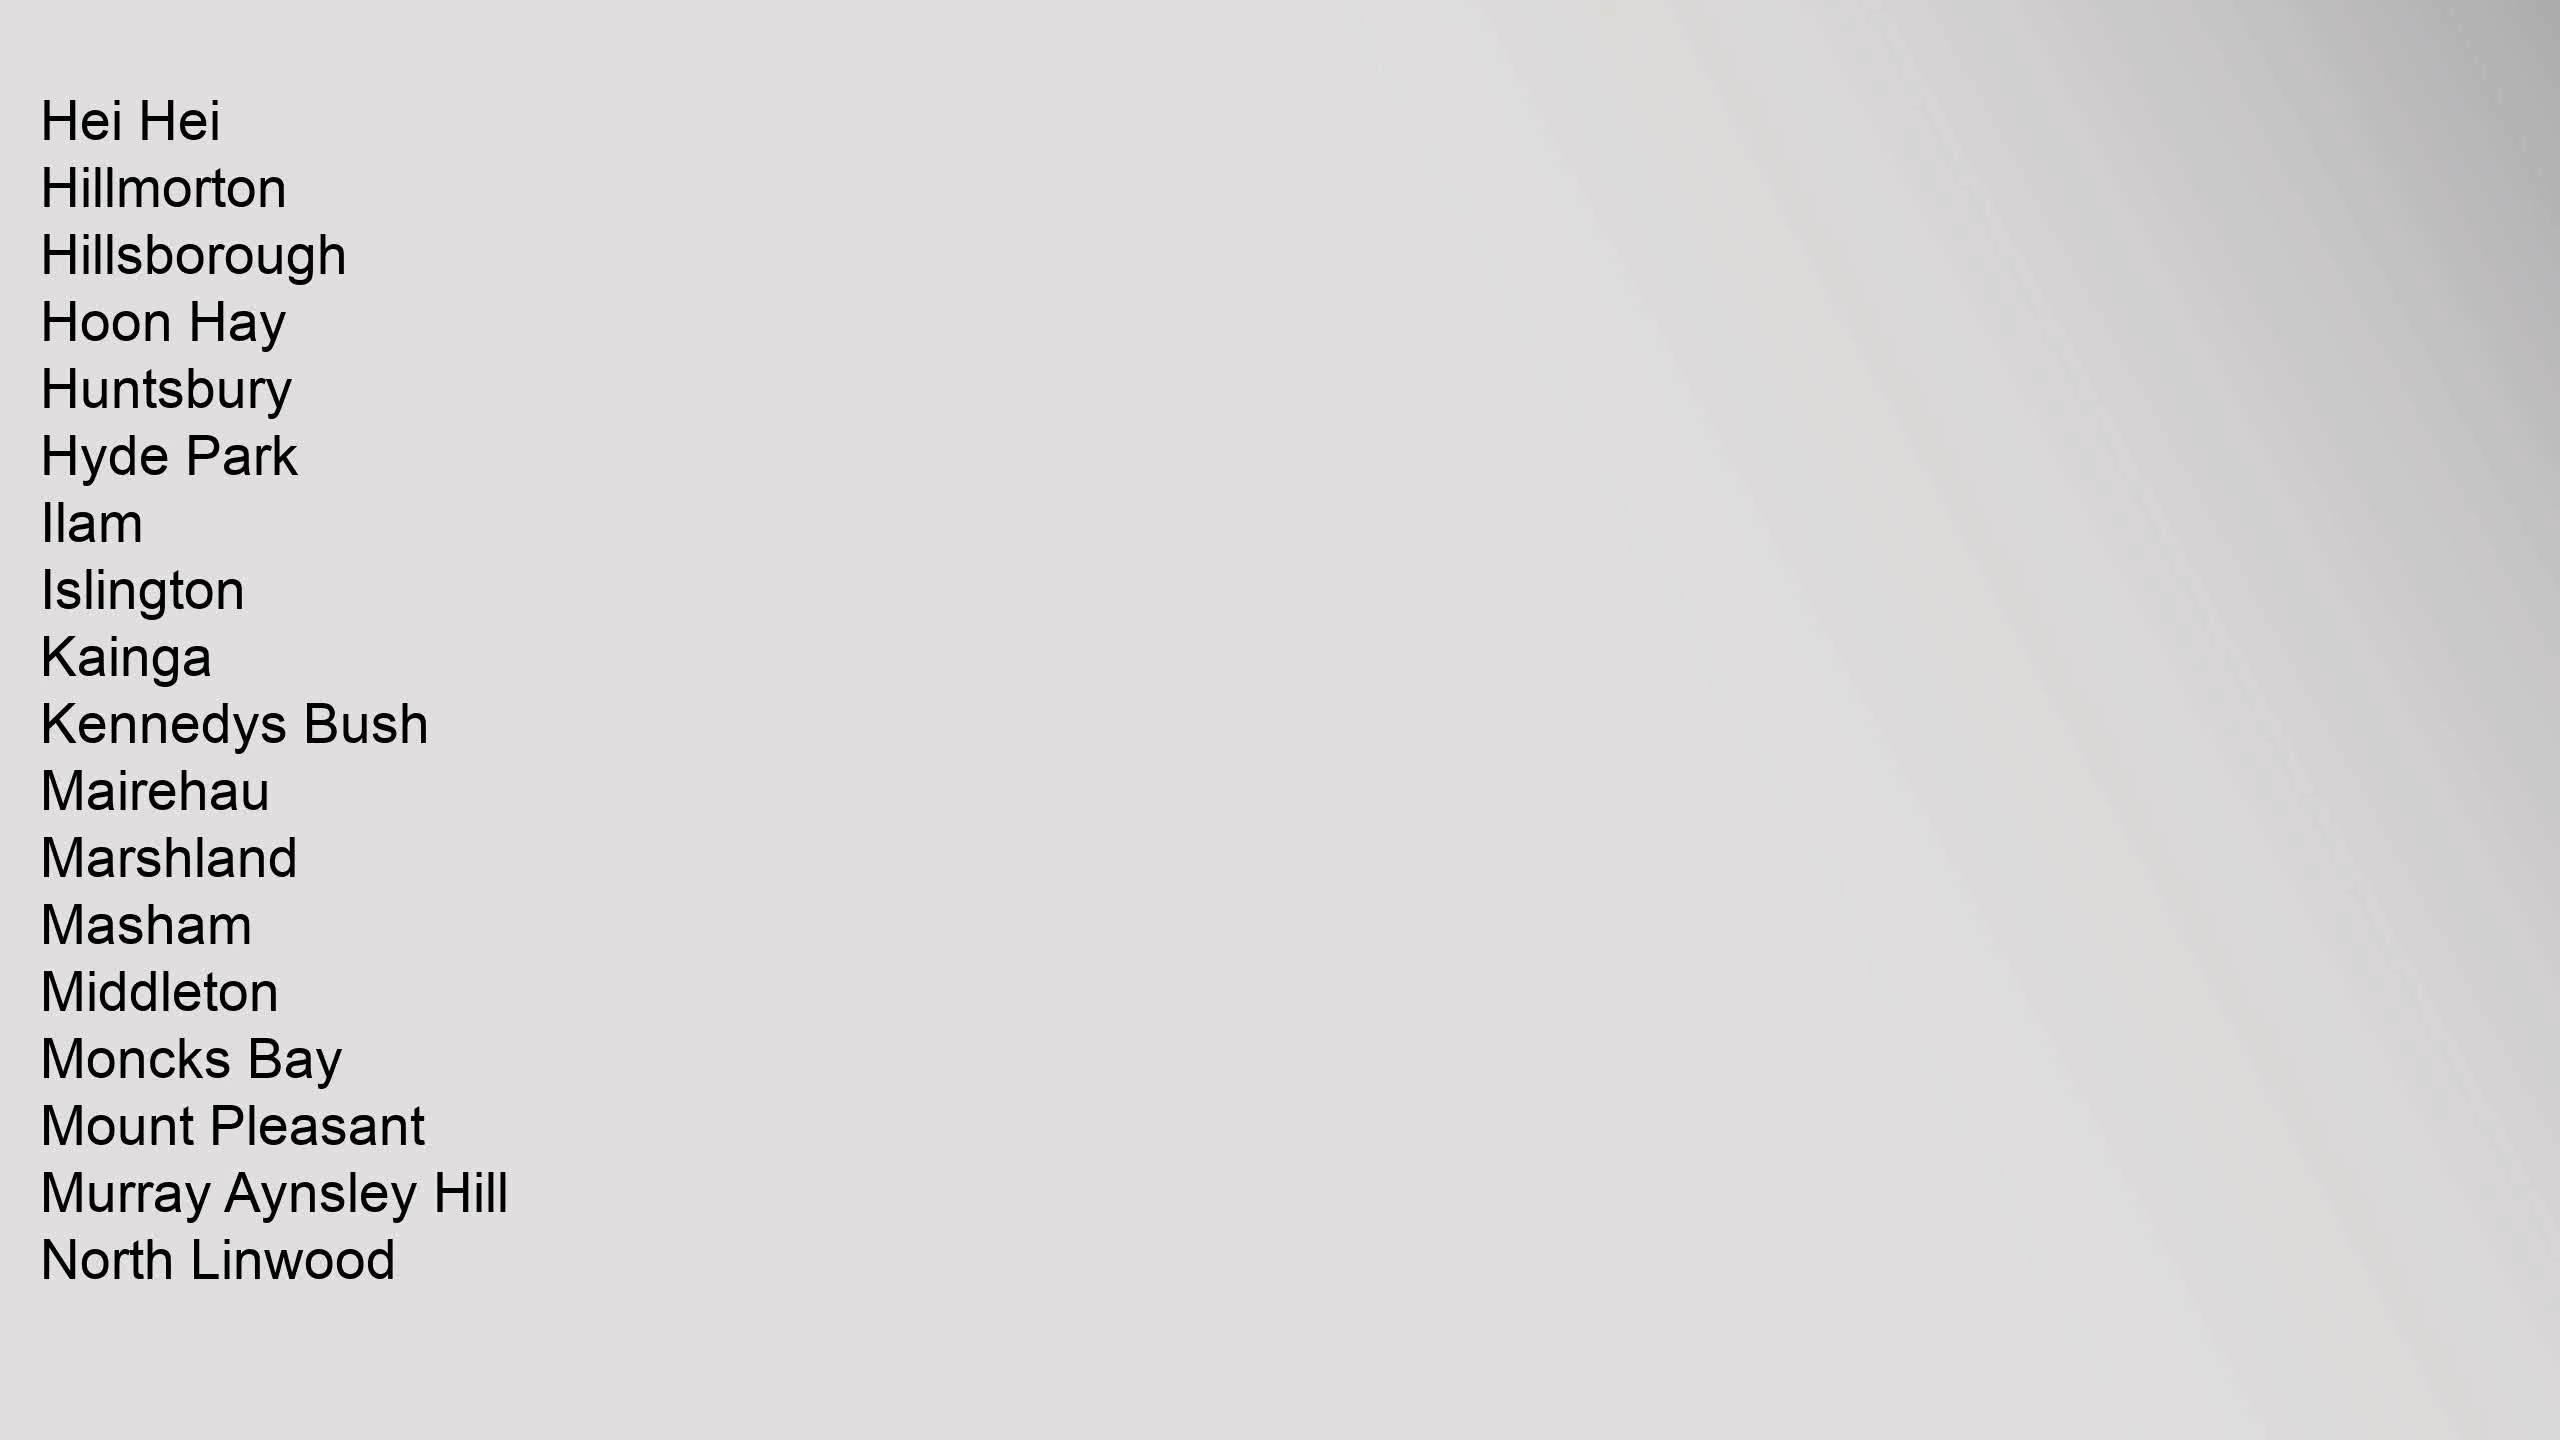 Hei Hei
Hillmorton
Hillsborough
Hoon Hay
Huntsbury
Hyde Park
Ilam
Islington
Kainga
Kennedys Bush
Mairehau
Marshland
Masham
Middleton
Moncks Bay
Mount Pleasant
Murray Aynsley Hill
North Linwood